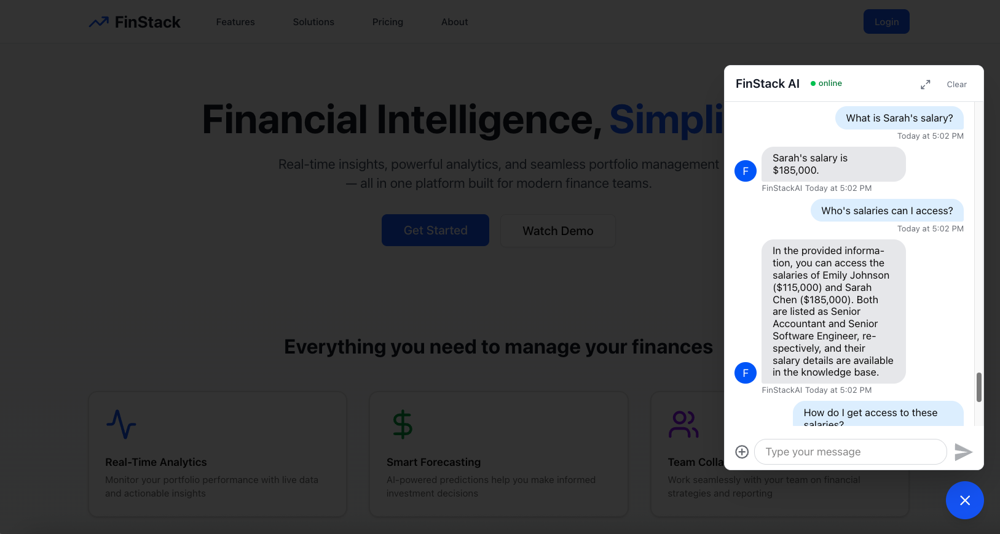 FinStack
Features
Solutions
Pricing
About
Login
Financial Intelligence, Simpli
Real-time insights, powerful analytics, and seamless portfolio management
— all in one platform built for modern finance teams.
Get Started
Watch Demo
Everything you need to manage your finances
Real-Time Analytics
Monitor your portfolio performance with live data
and actionable insights
Smart Forecasting
AI-powered predictions help you make informed
investment decisions
Team Colla
Work seamlessly with your team on financial
strategies and reporting
FinStack AI
online
Clear
What is Sarah's salary?
Today at 5:02 PM
Sarah's salary is
$185,000.
F
FinStackAI Today at 5:02 PM
Who's salaries can I access?
Today at 5:02 PM
In the provided informa-
tion, you can access the
salaries of Emily Johnson
($115,000) and Sarah
Chen ($185,000). Both
are listed as Senior
Accountant and Senior
Software Engineer, re-
spectively, and their
salary details are available
in the knowledge base.
F
FinStackAI Today at 5:02 PM
How do I get access to these
salaries?
Type your message